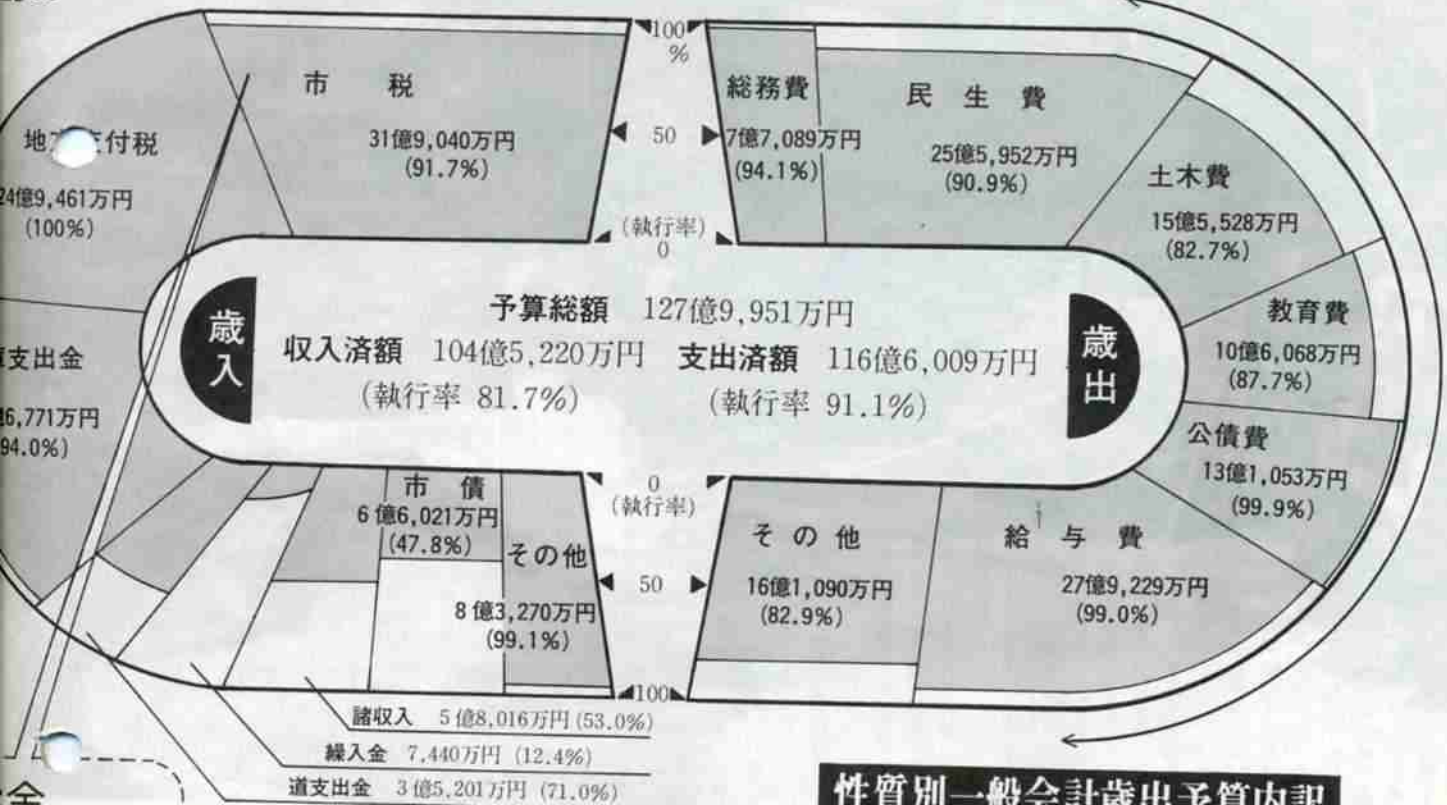 100
%
50
(執行率)
0
市税
31億9,040万円
(91.7%)
付税
24億9,461万円
(100%)
支出金
6,771万円
94.0%)
総務費
7億7,089万円
(94.1%)
民生費
25億5,952万円
(90.9%)
土木費
15億5,528万円
(82.7%)
教育費
10億6,068万円
(87.7%)
公債費
13億1,053万円
(99.9%)
歳入
予算総額 127億9,951万円
収入済額 104億5,220万円 支出済額 116億6,009万円
(執行率 81.7%) (執行率 91.1%)
歳出
0
(執行率)
50
100
市債
6億6,021万円
(47.8%)
その他
8億3,270万円
(99.1%)
その他
16億1,090万円
(82.9%)
給与費
27億9,229万円
(99.0%)
諸収入 5億8,016万円(53.0%)
繰入金 7,440万円(12.4%)
道支出金 3億5,201万円(71.0%)
金
性質別一般会計歳出予算内訳